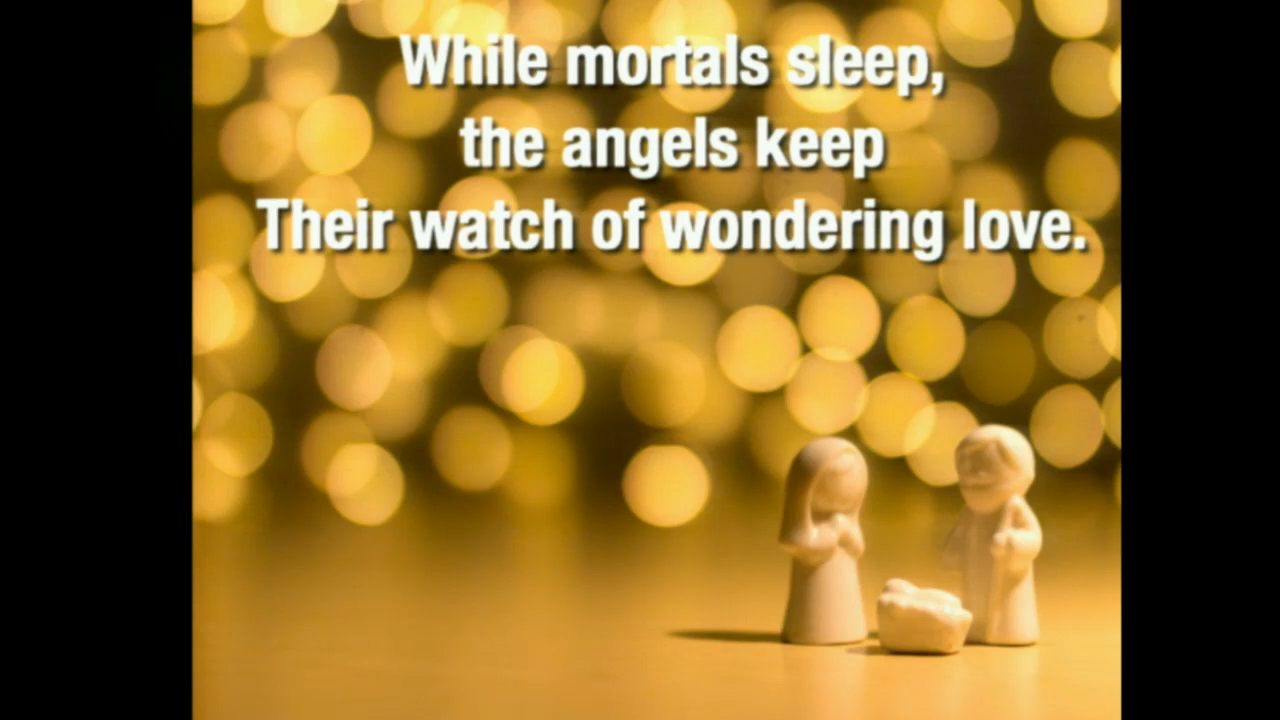 While mortals sleep,
the angels keep
Their watch of wondering love.